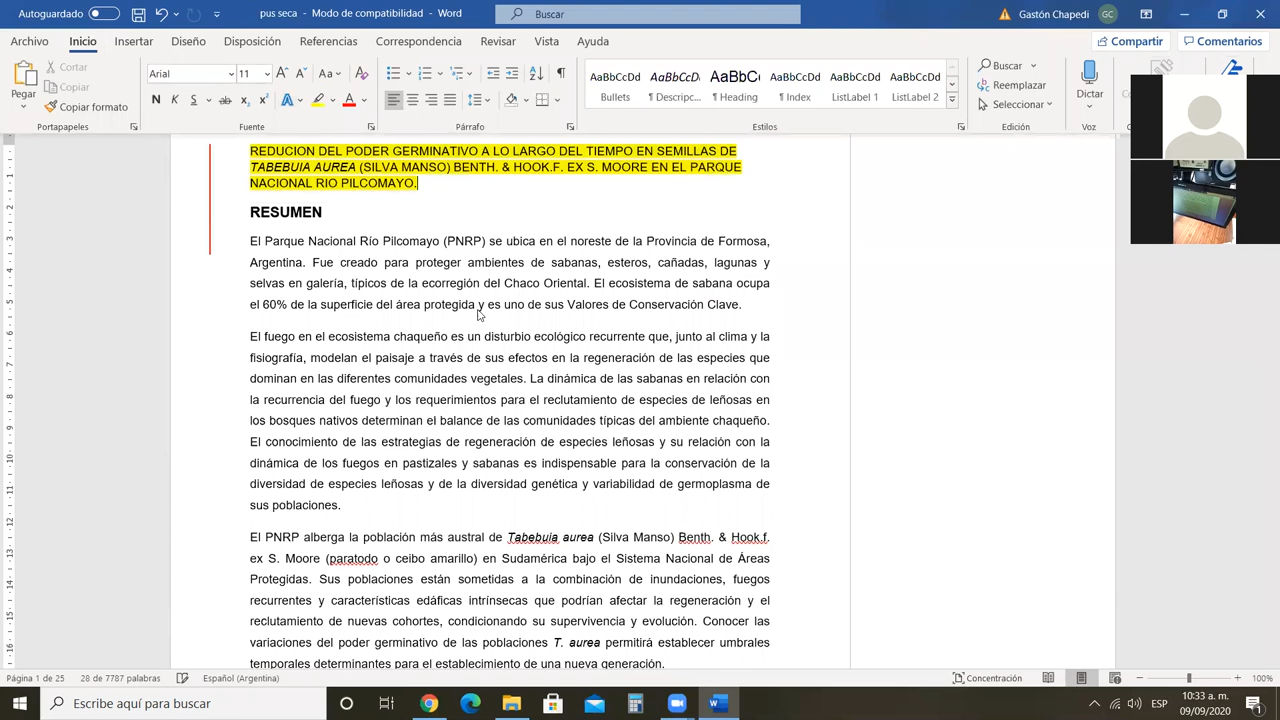 Autoguardado
pus ser - Modo de compatibilidad - Word
Buscar
Gastón Chapedi
GC
Archivo Inicio Insertar Diseño Disposición Referencias Correspondencia Revisar Vista Ayuda
Compartir
Comentarios
Pegar
Cortar
Copiar
Copiar formato
Portapapeles
Arial
11
N K S
Fuente
Párrafo
AaBbCcDd AaBbCcDd AaBbC AaBbCcDd AaBbCcDd AaBbCcDd
Bullets ¶ Descripc... ¶ Heading ¶ Index ListLabel 1 ListLabel 2
Estilos
Buscar
Reemplazar
Seleccionar
Edición
Dictar
REDUCION DEL PODER GERMINATIVO A LO LARGO DEL TIEMPO EN SEMILLAS DE
TABEBUIA AUREA (SILVA MANSO) BENTH. & HOOK.F. EX S. MOORE EN EL PARQUE
NACIONAL RIO PILCOMAYO.
RESUMEN
El Parque Nacional Río Pilcomayo (PNRP) se ubica en el noreste de la Provincia de Formosa,
Argentina. Fue creado para proteger ambientes de sabanas, esteros, cañadas, lagunas y
selvas en galería, típicos de la ecorregión del Chaco Oriental. El ecosistema de sabana ocupa
el 60% de la superficie del área protegida y es uno de sus Valores de Conservación Clave.
El fuego en el ecosistema chaqueño es un disturbio ecológico recurrente que, junto al clima y la
fisiografía, modelan el paisaje a través de sus efectos en la regeneración de las especies que
dominan en las diferentes comunidades vegetales. La dinámica de las sabanas en relación con
la recurrencia del fuego y los requerimientos para el reclutamiento de especies de leñosas en
los bosques nativos determinan el balance de las comunidades típicas del ambiente chaqueño.
El conocimiento de las estrategias de regeneración de especies leñosas y su relación con la
dinámica de los fuegos en pastizales y sabanas es indispensable para la conservación de la
diversidad de especies leñosas y de la diversidad genética y variabilidad de germoplasma de
sus poblaciones.
El PNRP alberga la población más austral de Tabebuia aurea (Silva Manso) Benth. & Hook.f.
ex S. Moore (paratodo o ceibo amarillo) en Sudamérica bajo el Sistema Nacional de Áreas
Protegidas. Sus poblaciones están sometidas a la combinación de inundaciones, fuegos
recurrentes y características edáficas intrínsecas que podrían afectar la regeneración y el
reclutamiento de nuevas cohortes, condicionando su supervivencia y evolución. Conocer las
variaciones del poder germinativo de las poblaciones T. aurea permitirá establecer umbrales
temporales determinantes para el establecimiento de una nueva generación.
Página 1 de 25
28 de 7787 palabras
Español (Argentina)
Concentración
100%
Escribe aquí para buscar
ESP
10:33 a. m.
09/09/2020